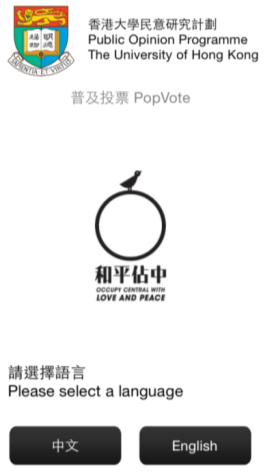 香港大學民意研究計劃
Public Opinion Programme
The University of Hong Kong
普及投票 PopVote
和平佔中
OCCUPY CENTRAL WITH
LOVE AND PEACE
請選擇語言
Please select a language
中文
English